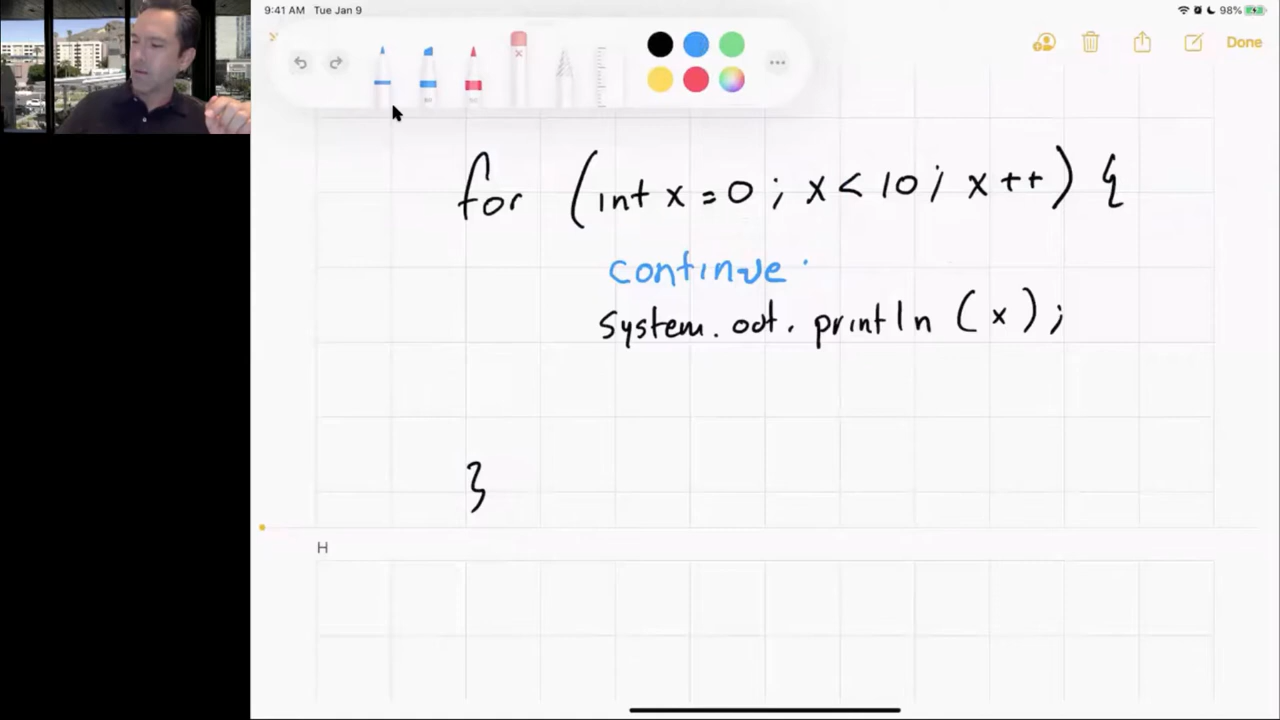 9:41 AM Tue Jan 9
98%
Done
for (int x = 0 ; x < 10 ; x ++) {
continue
system.out.println (x) ;
}
H